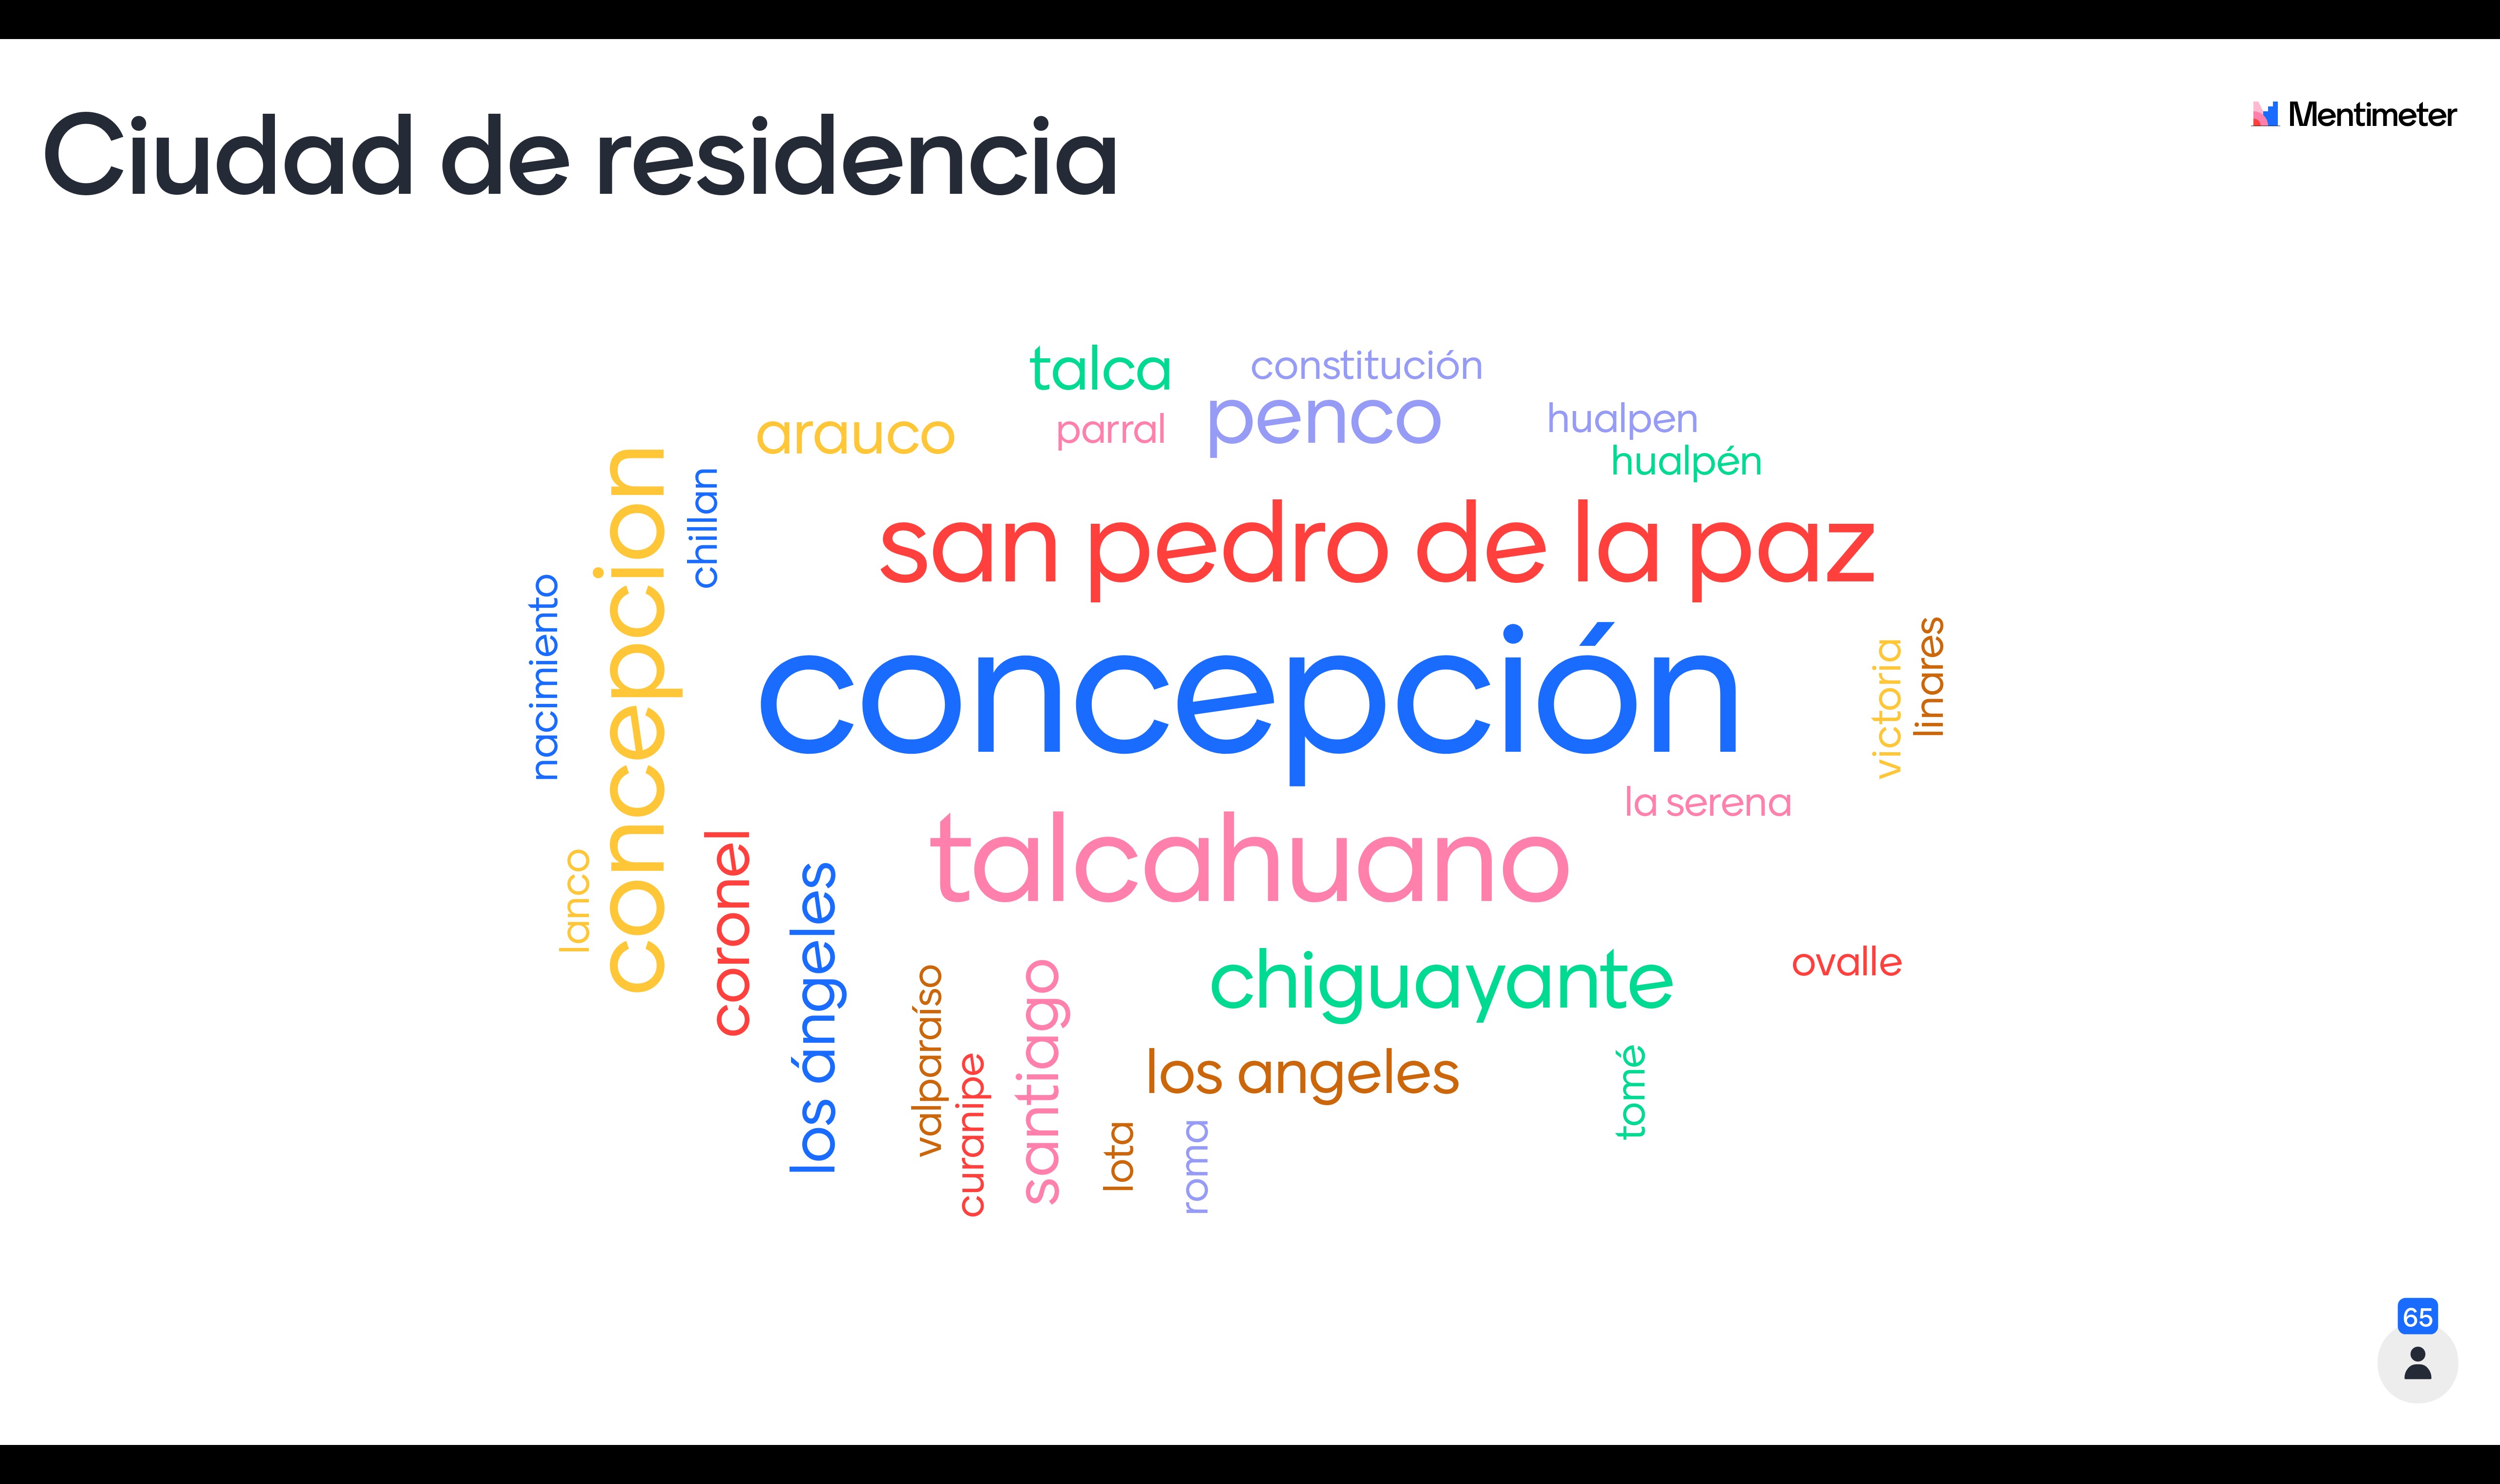 Ciudad de residencia
Mentimeter
talca
constitución
arauco
parral
penco
hualpen
hualpén
concepcion
chillan
san pedro de la paz
nacimiento
concepción
victoria
linares
la serena
lanco
coronel
talcahuano
los ángeles
chiguayante
ovalle
valparaíso
santiago
curanipe
los angeles
tomé
lota
roma
65